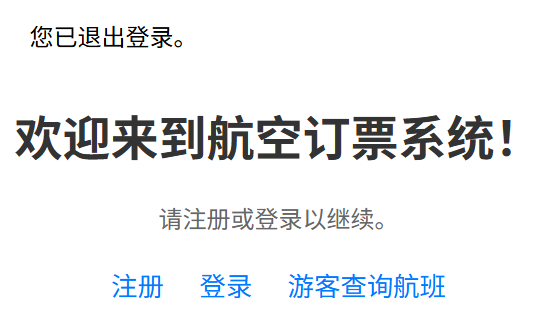 您已退出登录。
欢迎来到航空订票系统！
请注册或登录以继续。
注册 登录 游客查询航班